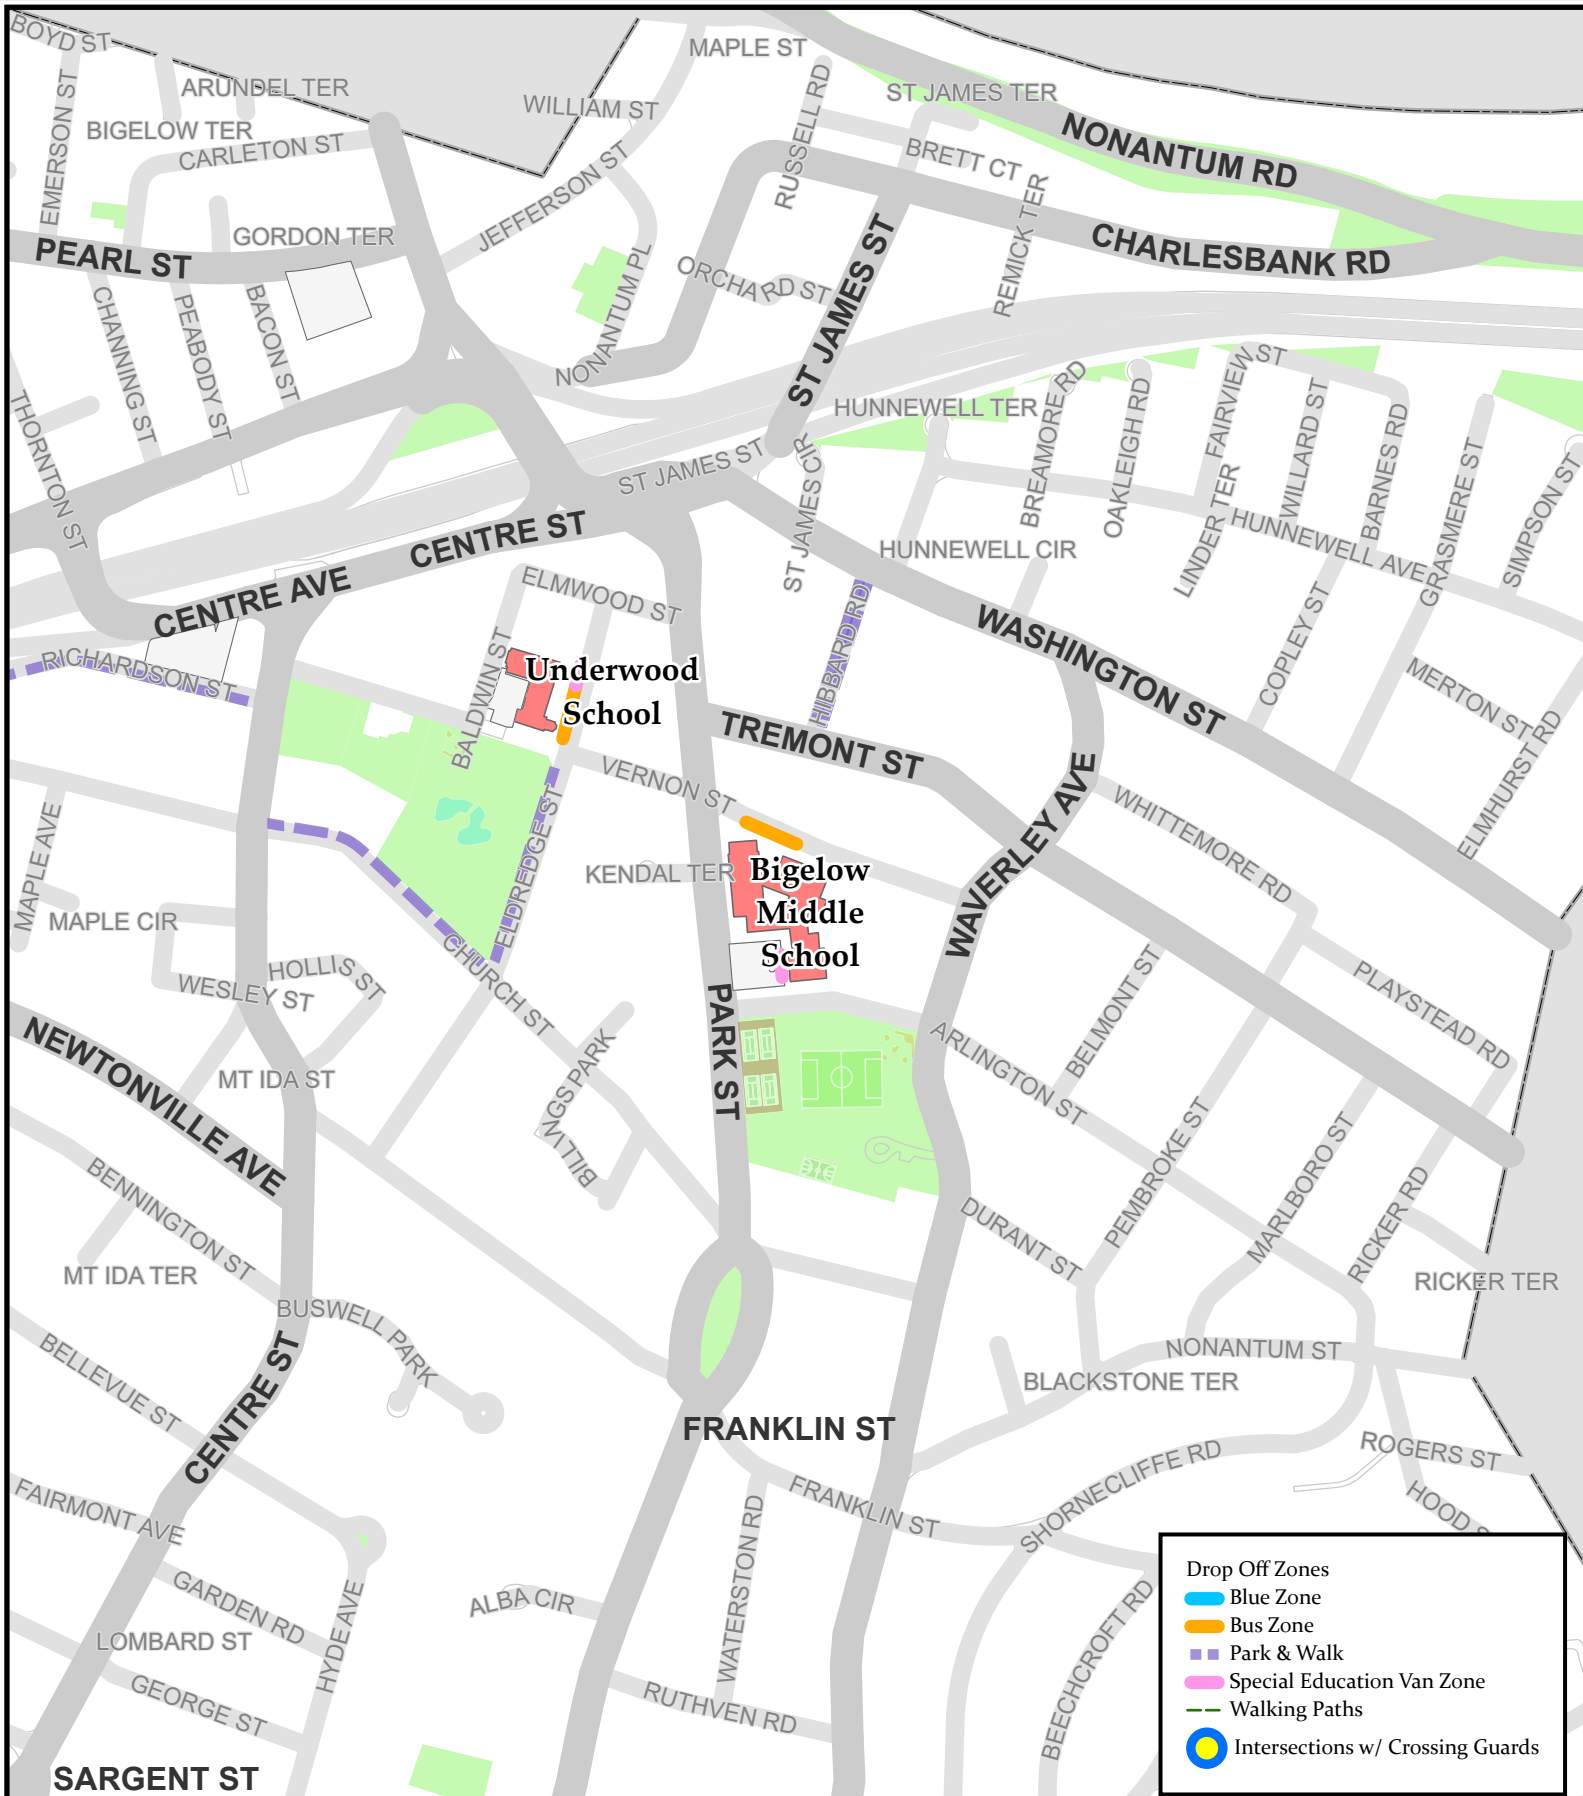 BOYD ST
MAPLE ST
ARUNDEL TER
ST JAMES TER
WILLIAM ST
EMERSON ST
BIGELOW TER
CARLETON ST
RUSSELL RD
NONANTUM RD
BRETT CT
JEFFERSON ST
REMICK TER
GORDON TER
PEARL ST
CHARLESBANK RD
ORCHARD ST
ST JAMES ST
NONANTUM PL
CHANNING ST
PEABODY ST
BACON ST
THORNTON ST
HUNNEWELL TER
BREAMORE RD
OAKLEIGH RD
FAIRVIEW ST
WILLARD ST
BARNES RD
GRASMERE ST
SIMPSON ST
ST JAMES ST
ST JAMES CIR
LINDER TER
HUNNEWELL AVE
CENTRE ST
HUNNEWELL CIR
CENTRE AVE
ELMWOOD ST
HIBBARD RD
WASHINGTON ST
COPLEY ST
RICHARDSON ST
BALDWIN ST
Underwood
School
MERTON ST
ELMHURST RD
TREMONT ST
VERNON ST
WAVERLEY AVE
WHITTEMORE RD
MAPLE AVE
ELDREDGE ST
KENDAL TER
Bigelow
Middle
School
MAPLE CIR
CHURCH ST
HOLLIS ST
WESLEY ST
PARK ST
BELMONT ST
PLAYSTEAD RD
NEWTONVILLE AVE
ARLINGTON ST
MT IDA ST
BILLINGS PARK
PEMBROKE ST
MARLBORO ST
RICKER RD
BENNINGTON ST
DURANT ST
MT IDA TER
RICKER TER
BUSWELL PARK
BELLEVUE ST
CENTRE ST
NONANTUM ST
BLACKSTONE TER
FRANKLIN ST
ROGERS ST
SHORNECLIFFE RD
FAIRMONT AVE
FRANKLIN ST
HOOD
WATERSTON RD
GARDEN RD
ALBA CIR
HYDE AVE
LOMBARD ST
BEECHCROFT RD
GEORGE ST
RUTHVEN RD
SARGENT ST
Drop Off Zones
Blue Zone
Bus Zone
Park & Walk
Special Education Van Zone
Walking Paths
Intersections w/ Crossing Guards